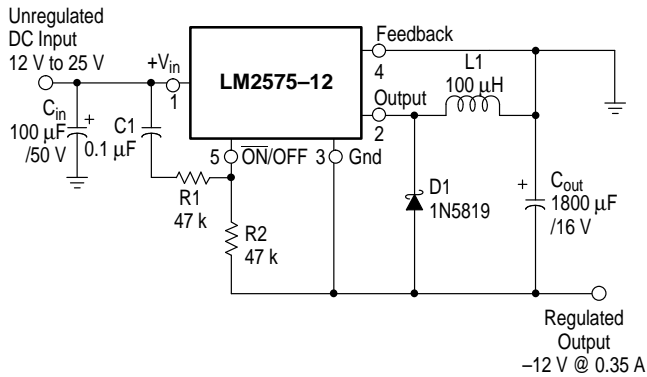 Unregulated
DC Input
12 V to 25 V
+Vin
1
LM2575–12
Feedback
4
Output
2
L1
100 µH
Cin
100 µF
/50 V
+
C1
0.1 µF
5
ON/OFF
3
Gnd
R1
47 k
R2
47 k
D1
1N5819
+
Cout
1800 µF
/16 V
Regulated
Output
–12 V @ 0.35 A